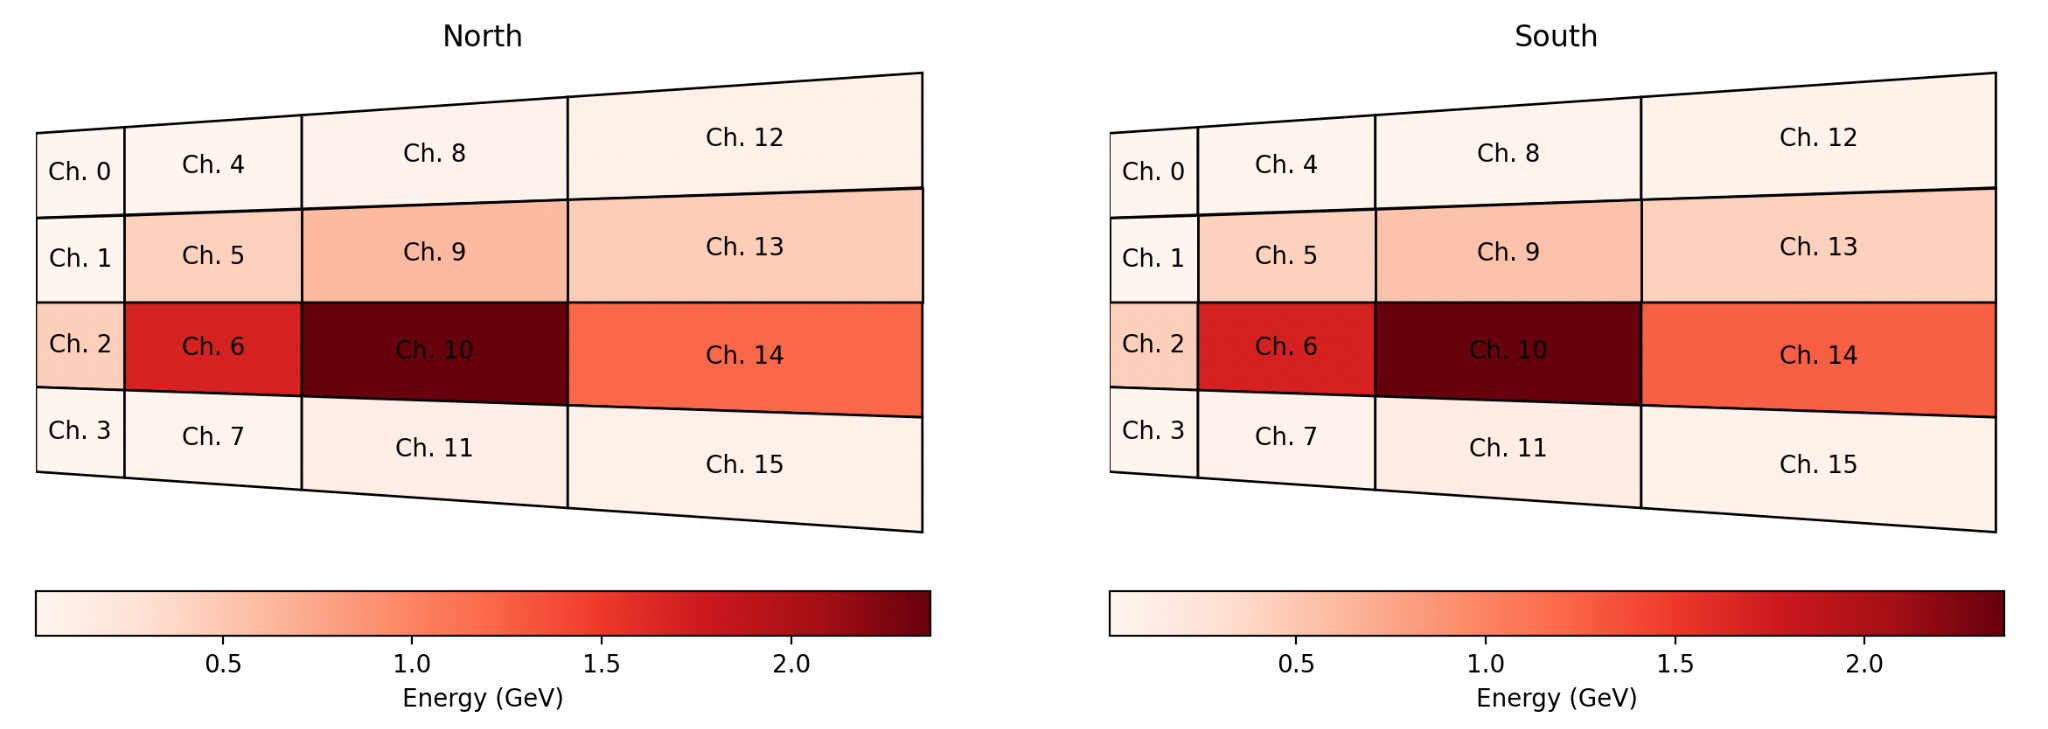 North
Ch. 0
Ch. 4
Ch. 8
Ch. 12
Ch. 1
Ch. 5
Ch. 9
Ch. 13
Ch. 2
Ch. 6
Ch. 10
Ch. 14
Ch. 3
Ch. 7
Ch. 11
Ch. 15
0.5 1.0 1.5 2.0
Energy (GeV)
South
Ch. 0
Ch. 4
Ch. 8
Ch. 12
Ch. 1
Ch. 5
Ch. 9
Ch. 13
Ch. 2
Ch. 6
Ch. 10
Ch. 14
Ch. 3
Ch. 7
Ch. 11
Ch. 15
0.5 1.0 1.5 2.0
Energy (GeV)